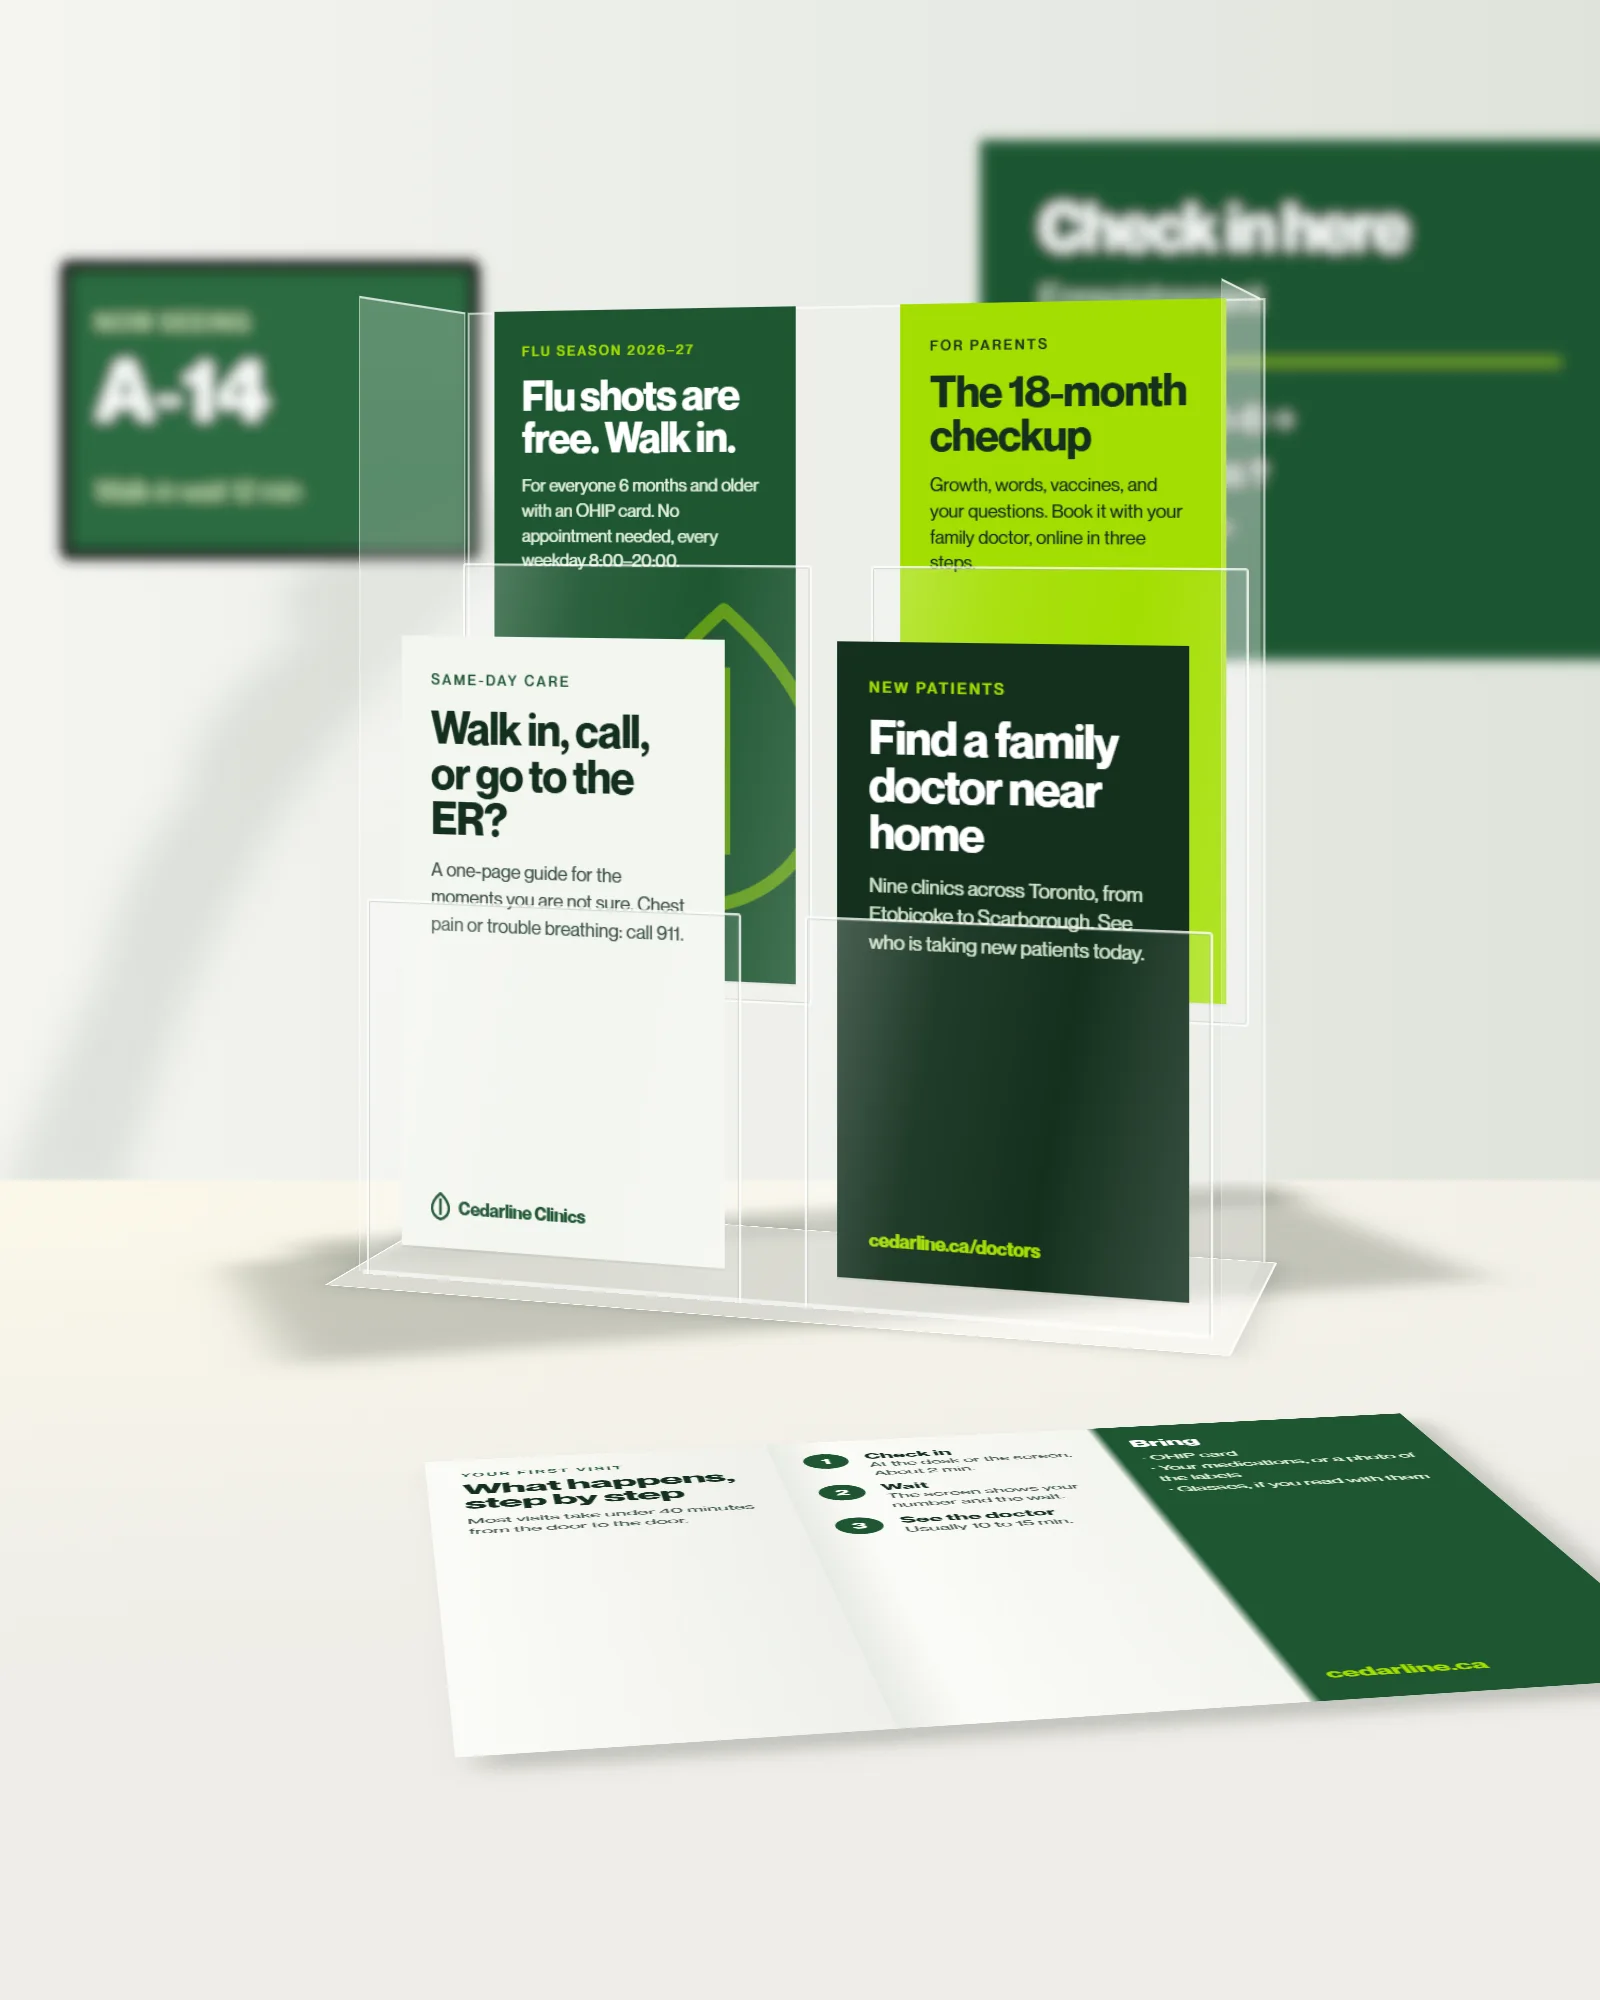 Check in here
NOW SEEING
A-14
Walk-in wait 12 min
FLU SEASON 2026–27
Flu shots are
free. Walk in.
For everyone 6 months and older
with an OHIP card. No
appointment needed, every
weekday 8:00–20:00.
FOR PARENTS
The 18-month
checkup
Growth, words, vaccines, and
your questions. Book it with your
family doctor, online in three
steps.
SAME-DAY CARE
Walk in, call,
or go to the
ER?
A one-page guide for the
moments you are not sure. Chest
pain or trouble breathing: call 911.
Cedarline Clinics
NEW PATIENTS
Find a family
doctor near
home
Nine clinics across Toronto, from
Etobicoke to Scarborough. See
who is taking new patients today.
cedarline.ca/doctors
YOUR FIRST VISIT
What happens,
step by step
Most visits take under 40 minutes
from the door to the door.
1 Check in
At the desk or the screen.
About 2 min.
2 Wait
The screen shows your
number and the wait.
3 See the doctor
Usually 10 to 15 min.
Bring
- OHIP card
- Your medications, or a photo of
the labels
- Glasses, if you read with them
cedarline.ca